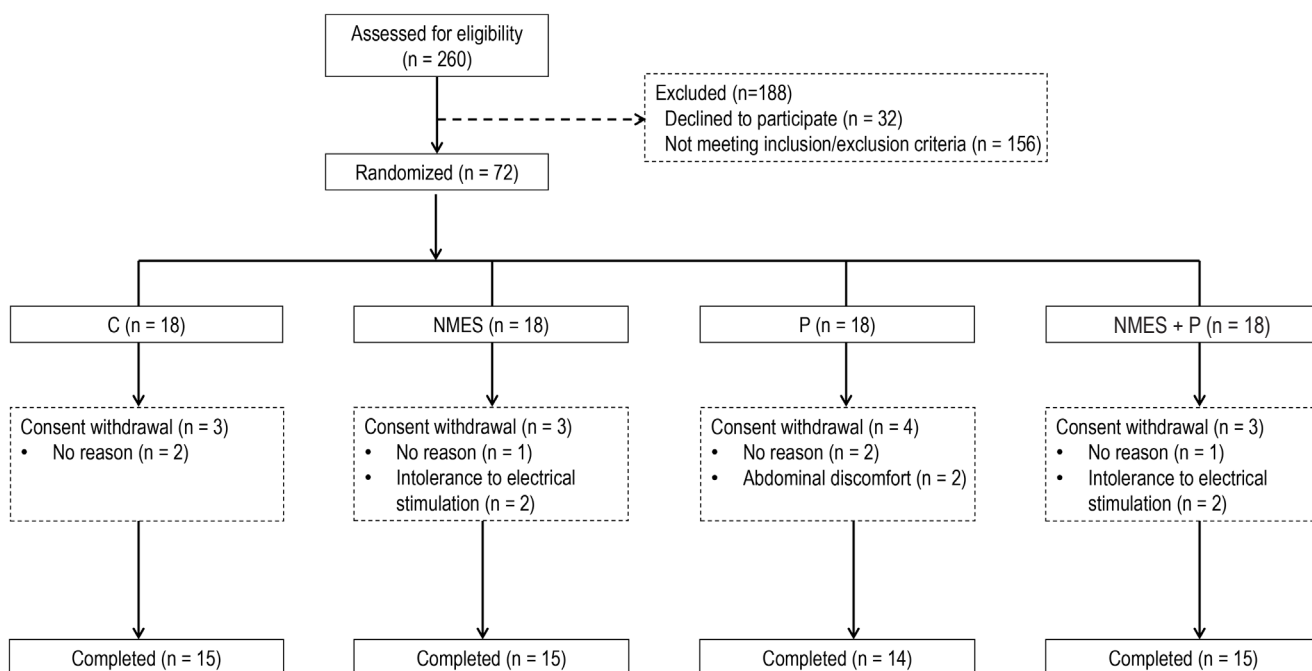 Assessed for eligibility
(n = 260)
Excluded (n=188)
Declined to participate (n = 32)
Not meeting inclusion/exclusion criteria (n = 156)
Randomized (n = 72)
C (n = 18)
NMES (n = 18)
P (n = 18)
NMES + P (n = 18)
Consent withdrawal (n = 3)
• No reason (n = 2)
Consent withdrawal (n = 3)
• No reason (n = 1)
• Intolerance to electrical
stimulation (n = 2)
Consent withdrawal (n = 4)
• No reason (n = 2)
• Abdominal discomfort (n = 2)
Consent withdrawal (n = 3)
• No reason (n = 1)
• Intolerance to electrical
stimulation (n = 2)
Completed (n = 15)
Completed (n = 15)
Completed (n = 14)
Completed (n = 15)